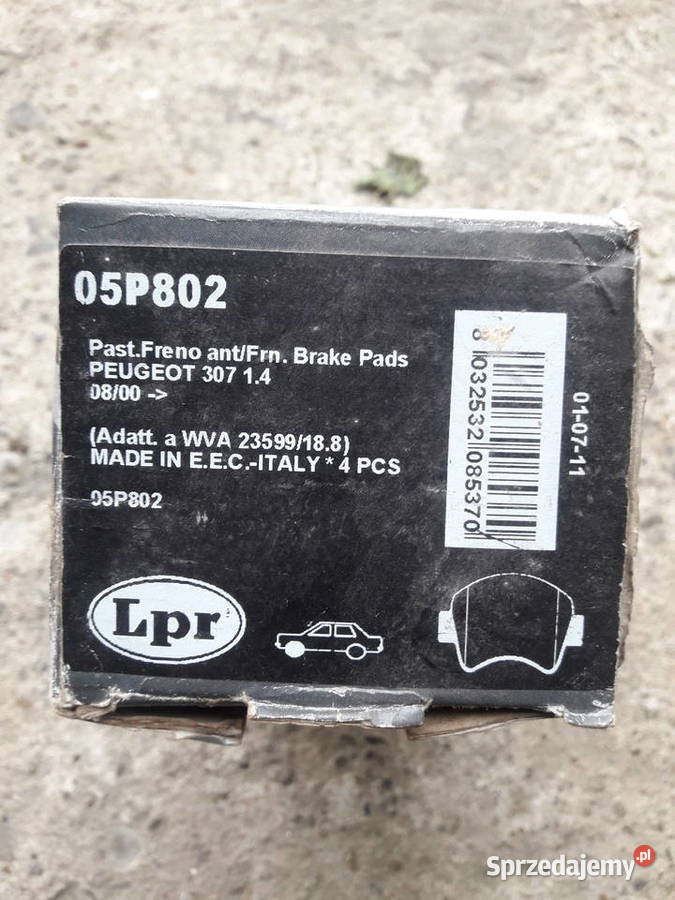 05P802
Past.Freno ant/Frn. Brake Pads
PEUGEOT 307 1.4
08/00 ->
(Adatt. a WVA 23599/18.8)
MADE IN E.E.C.-ITALY * 4 PCS
05P802
8 032532 085370
01-07-11
Lpr
Sprzedajemy.pl